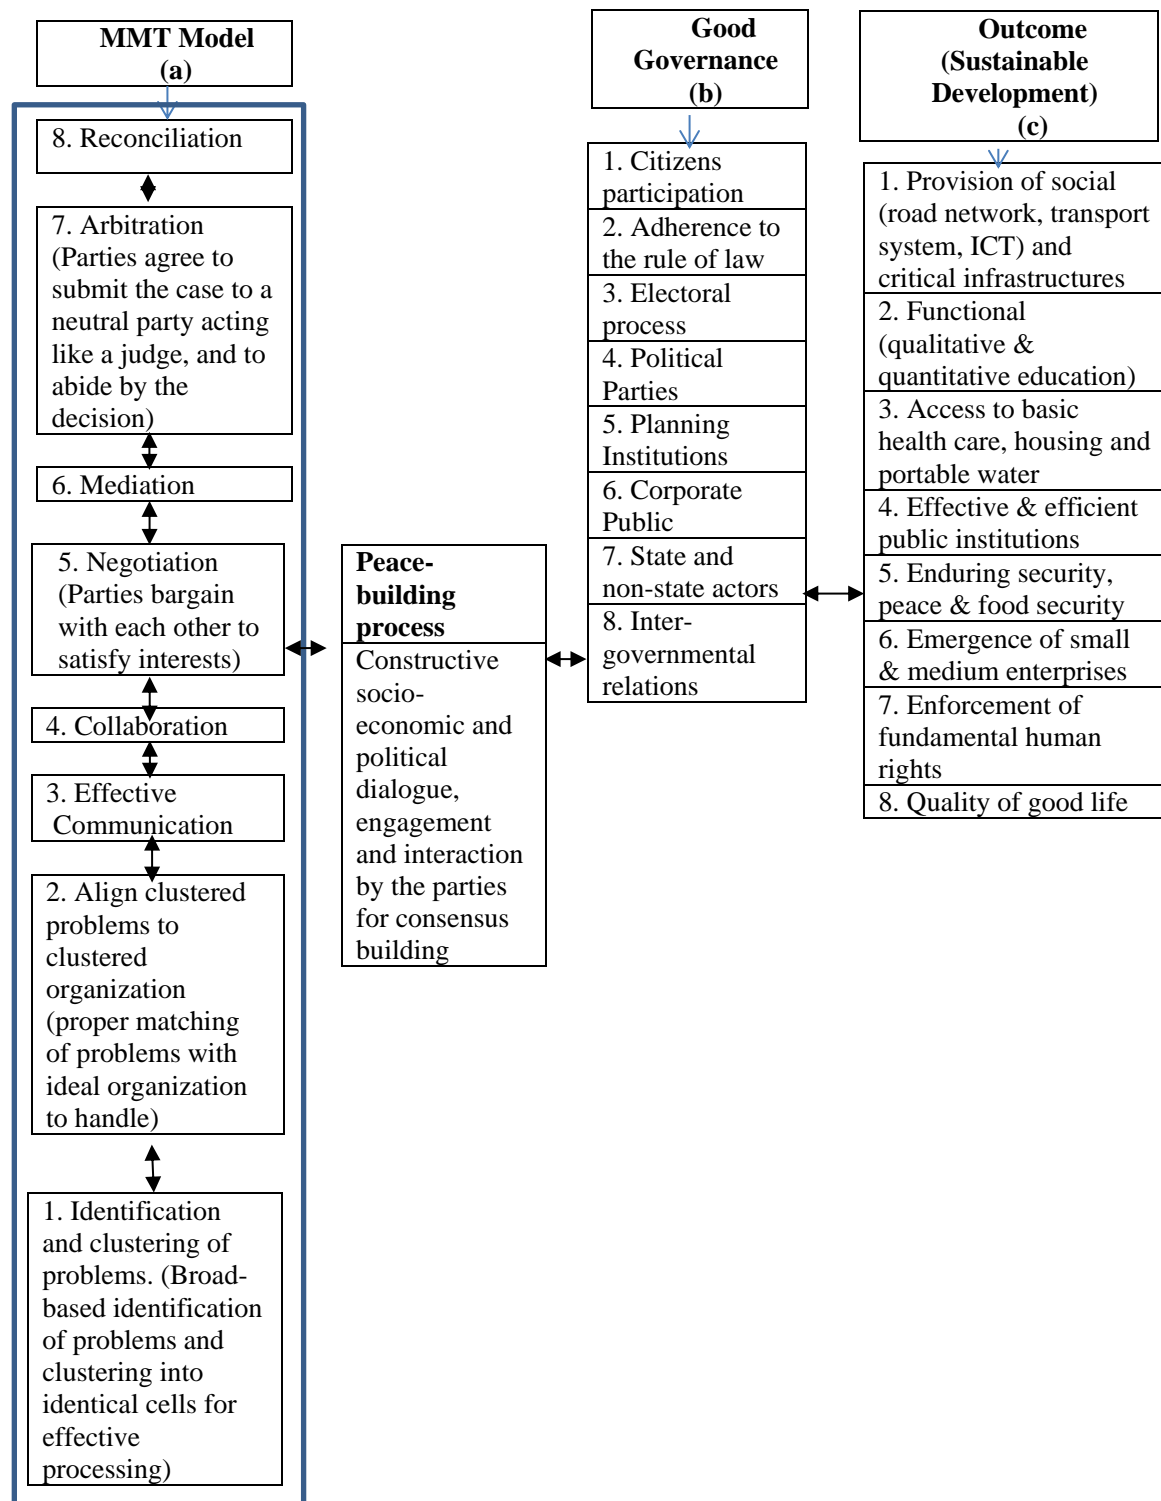 MMT Model
(a)
8. Reconciliation
7. Arbitration
(Parties agree to
submit the case to a
neutral party acting
like a judge, and to
abide by the
decision)
6. Mediation
5. Negotiation
(Parties bargain
with each other to
satisfy interests)
4. Collaboration
3. Effective
Communication
2. Align clustered
problems to
clustered
organization
(proper matching
of problems with
ideal organization
to handle)
1. Identification
and clustering of
problems. (Broad-
based identification
of problems and
clustering into
identical cells for
effective
processing)
Peace-
building
process
Constructive
socio-
economic and
political
dialogue,
engagement
and interaction
by the parties
for consensus
building
Good
Governance
(b)
1. Citizens
participation
2. Adherence to
the rule of law
3. Electoral
process
4. Political
Parties
5. Planning
Institutions
6. Corporate
Public
7. State and
non-state actors
8. Inter-
governmental
relations
Outcome
(Sustainable
Development)
(c)
1. Provision of social
(road network, transport
system, ICT) and
critical infrastructures
2. Functional
(qualitative &
quantitative education)
3. Access to basic
health care, housing and
portable water
4. Effective & efficient
public institutions
5. Enduring security,
peace & food security
6. Emergence of small
& medium enterprises
7. Enforcement of
fundamental human
rights
8. Quality of good life